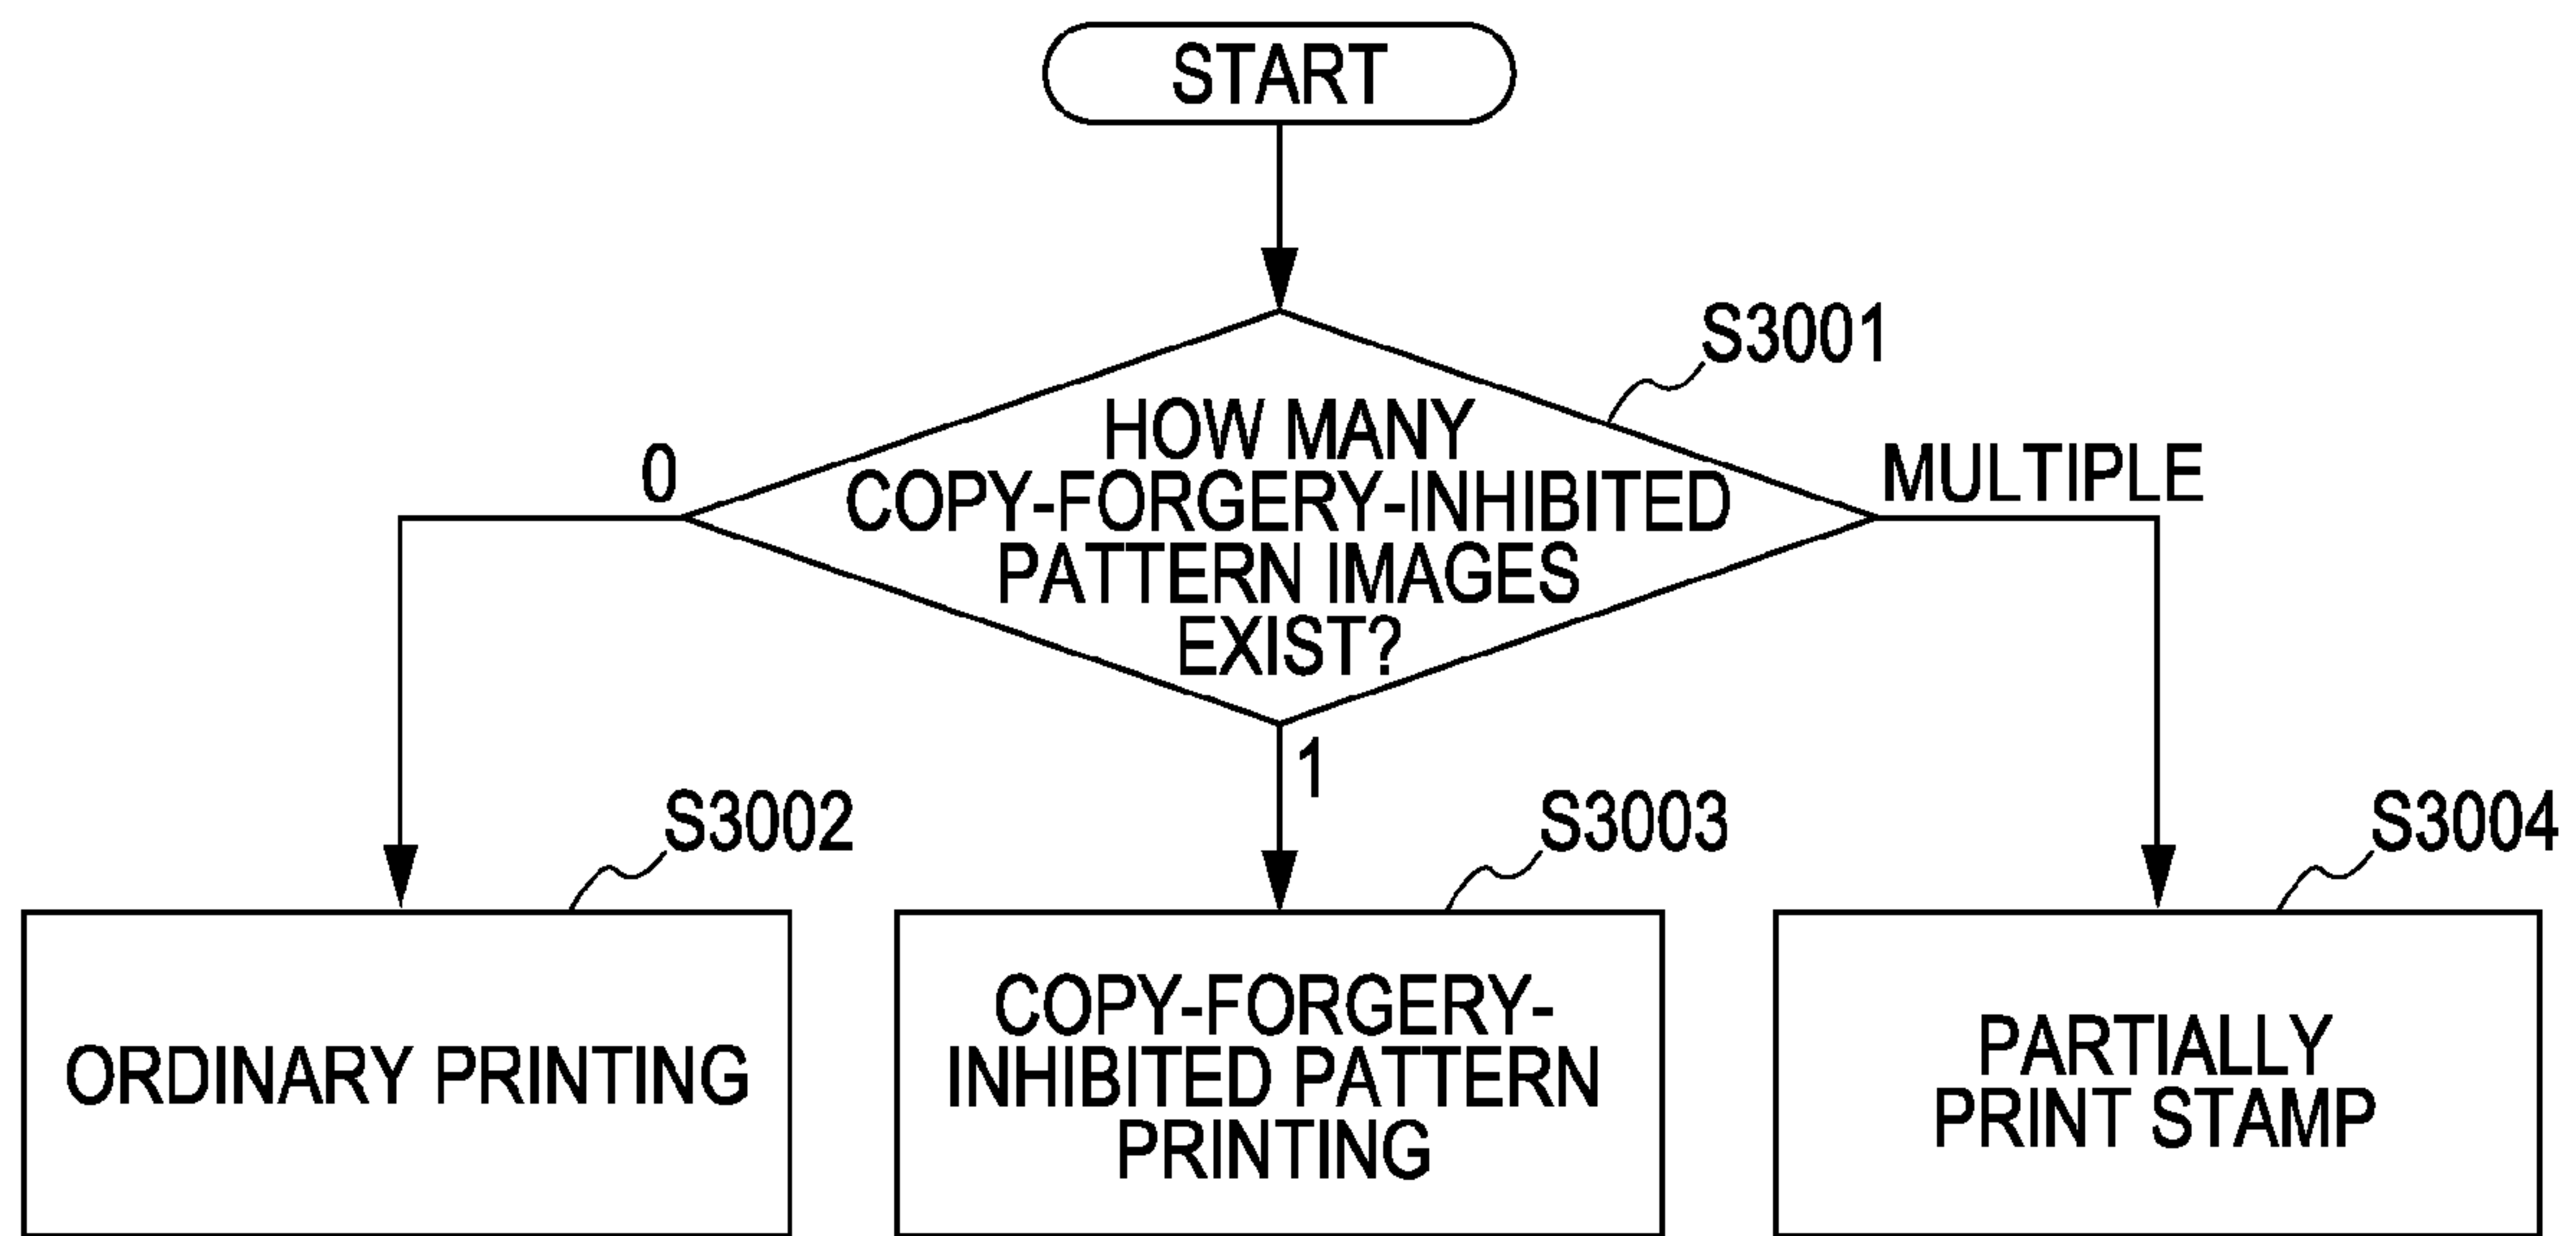 START
S3001
HOW MANY
COPY-FORGERY-INHIBITED
PATTERN IMAGES
EXIST?
0
MULTIPLE
1
S3002
ORDINARY PRINTING
S3003
COPY-FORGERY-
INHIBITED PATTERN
PRINTING
S3004
PARTIALLY
PRINT STAMP